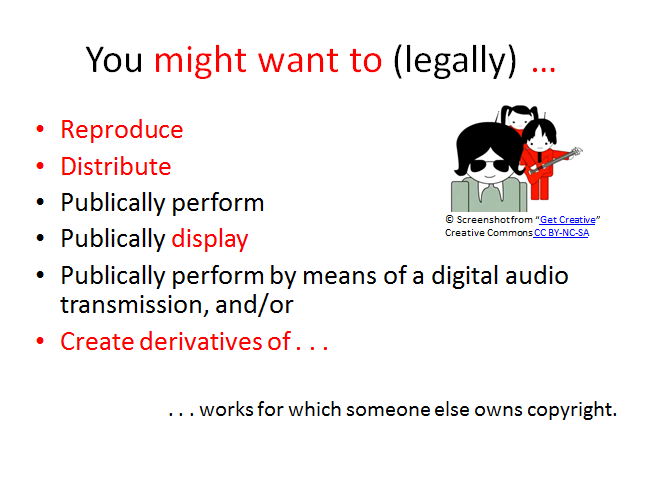 You might want to (legally) ...
• Reproduce
• Distribute
• Publically perform
• Publically display
• Publically perform by means of a digital audio
transmission, and/or
• Create derivatives of . . .
© Screenshot from “Get Creative”
Creative Commons CC BY-NC-SA
. . . works for which someone else owns copyright.